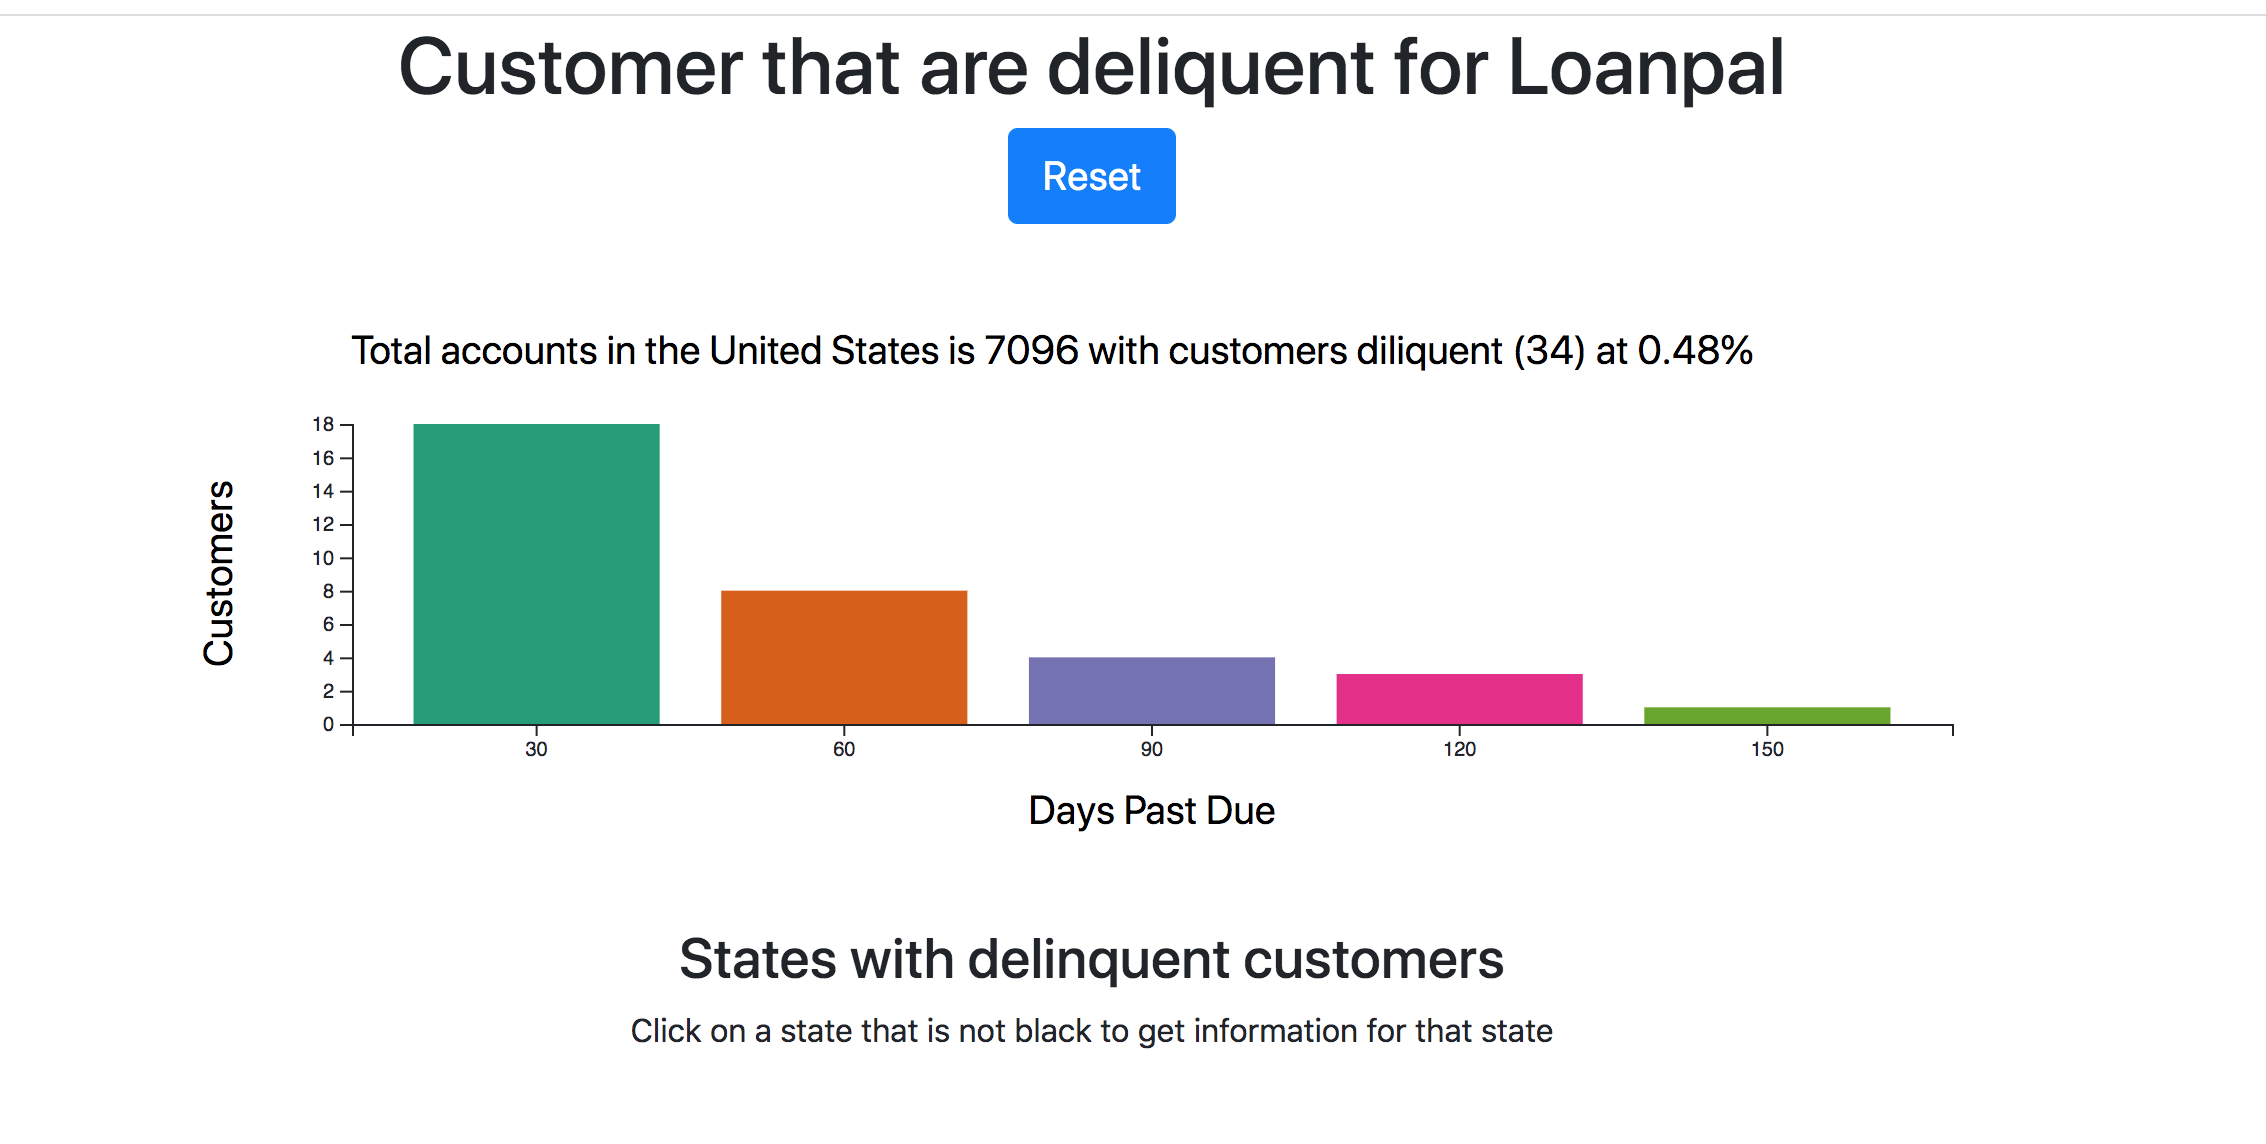 Customer that are deliquent for Loanpal
Reset
Total accounts in the United States is 7096 with customers diliquent (34) at 0.48%
Customers
18
16
14
12
10
8
6
4
2
0
30 60 90 120 150
Days Past Due
States with delinquent customers
Click on a state that is not black to get information for that state